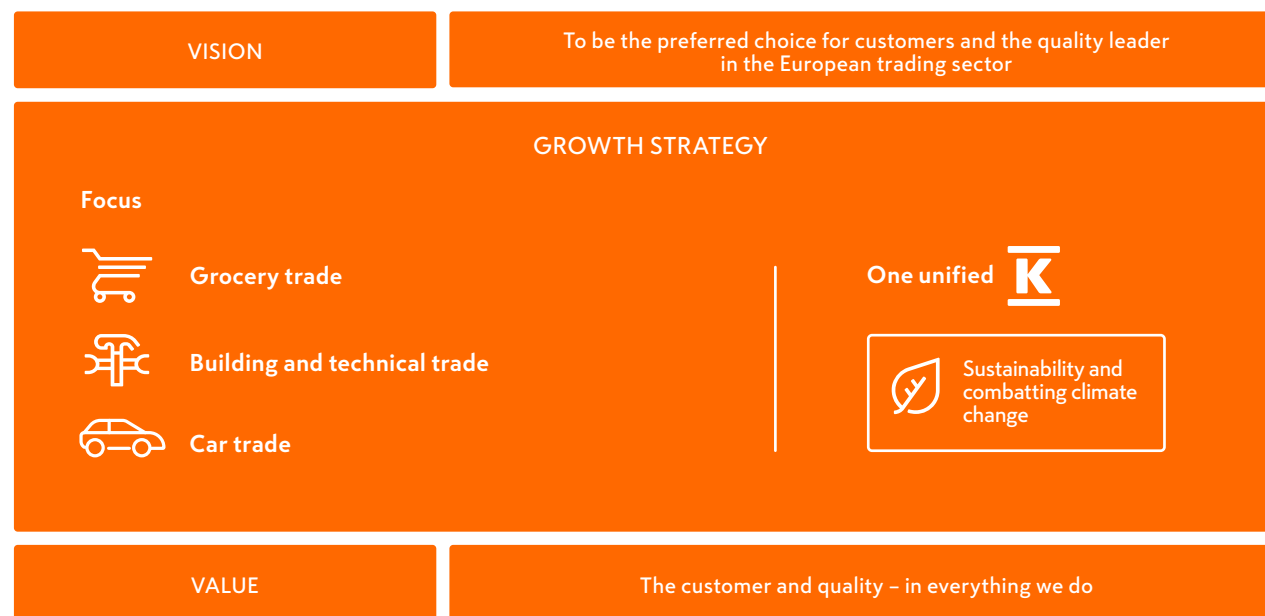 VISION
To be the preferred choice for customers and the quality leader
in the European trading sector
GROWTH STRATEGY
Focus
Grocery trade
Building and technical trade
Car trade
One unified K
Sustainability and
combatting climate
change
VALUE
The customer and quality – in everything we do